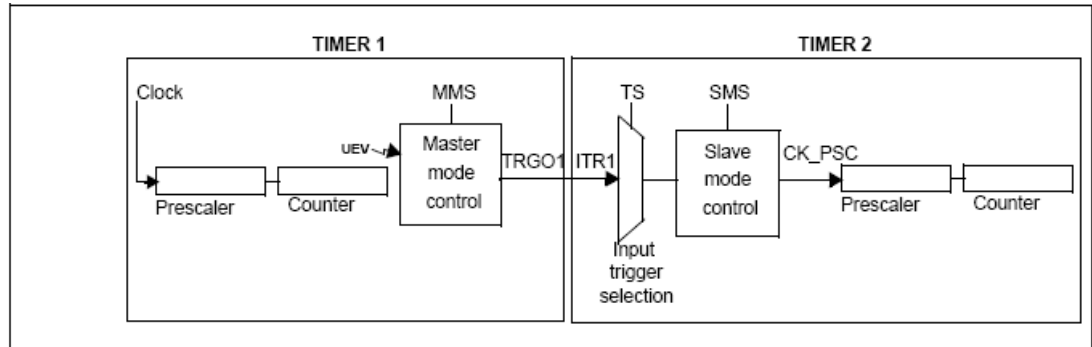 TIMER 1
TIMER 2
Clock
MMS
TS
SMS
UEV
Master
mode
control
TRGO1
ITR1
Slave
mode
control
CK_PSC
Prescaler
Counter
Prescaler
Counter
Input
trigger
selection